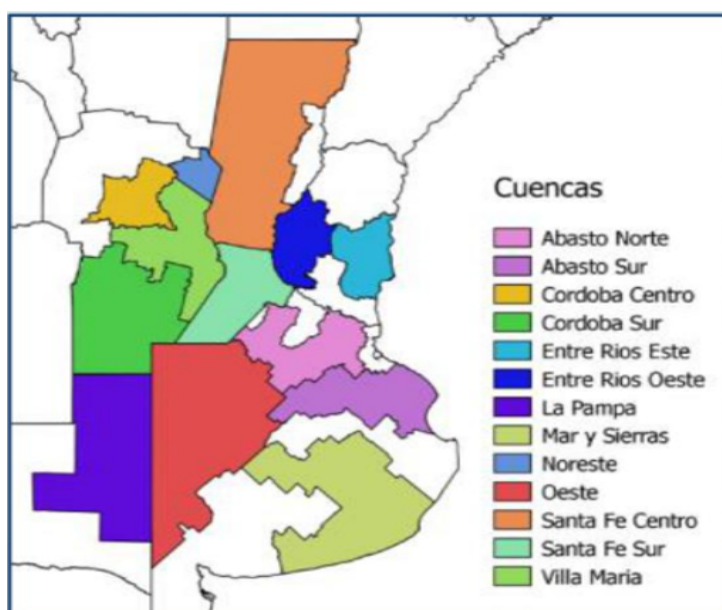 Cuencas
Abasto Norte
Abasto Sur
Cordoba Centro
Cordoba Sur
Entre Rios Este
Entre Rios Oeste
La Pampa
Mar y Sierras
Noreste
Oeste
Santa Fe Centro
Santa Fe Sur
Villa Maria